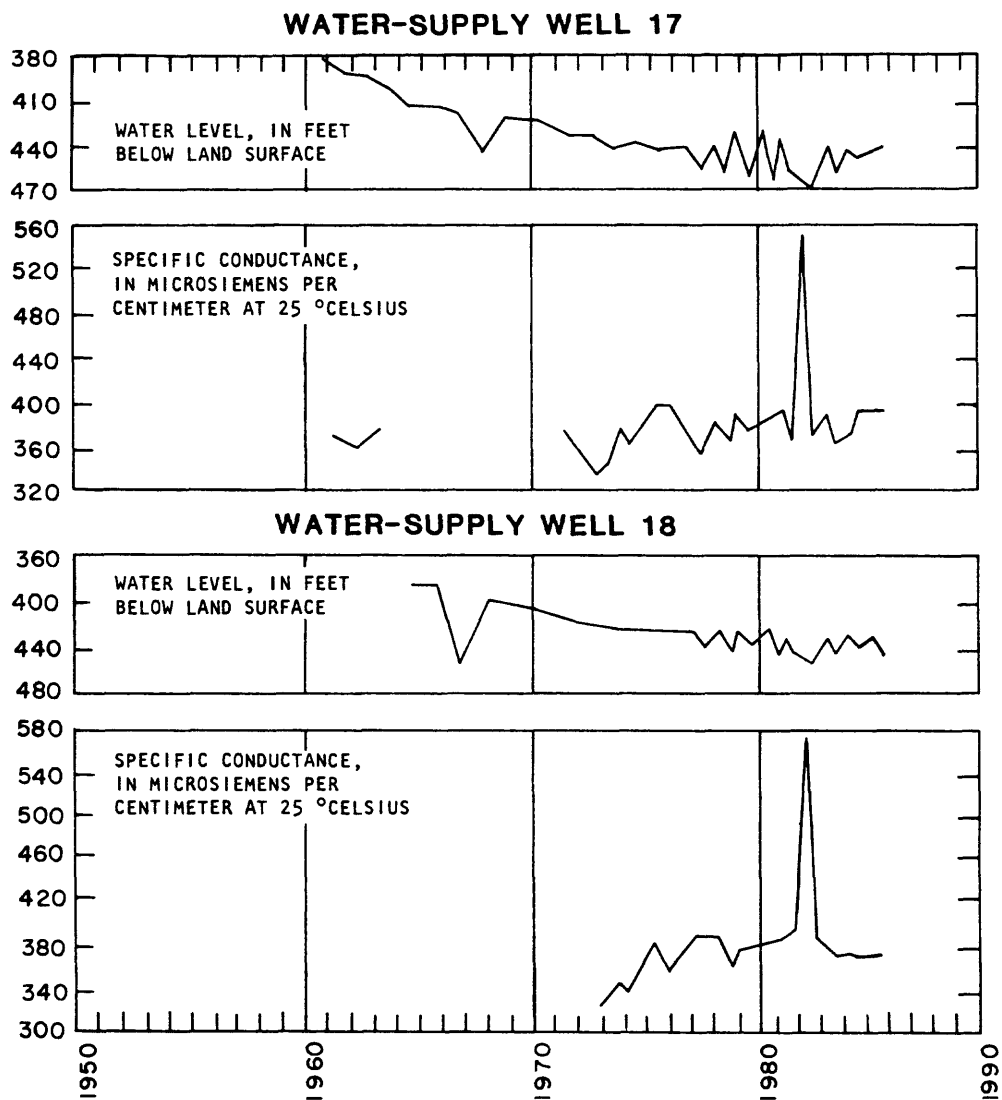 WATER-SUPPLY WELL 17
380
410
440
470
WATER LEVEL, IN FEET
BELOW LAND SURFACE
560
520
480
440
400
360
320
SPECIFIC CONDUCTANCE,
IN MICROSIEMENS PER
CENTIMETER AT 25 °CELSIUS
WATER-SUPPLY WELL 18
360
400
440
480
WATER LEVEL, IN FEET
BELOW LAND SURFACE
580
540
500
460
420
380
340
300
SPECIFIC CONDUCTANCE,
IN MICROSIEMENS PER
CENTIMETER AT 25 °CELSIUS
1950
1960
1970
1980
1990